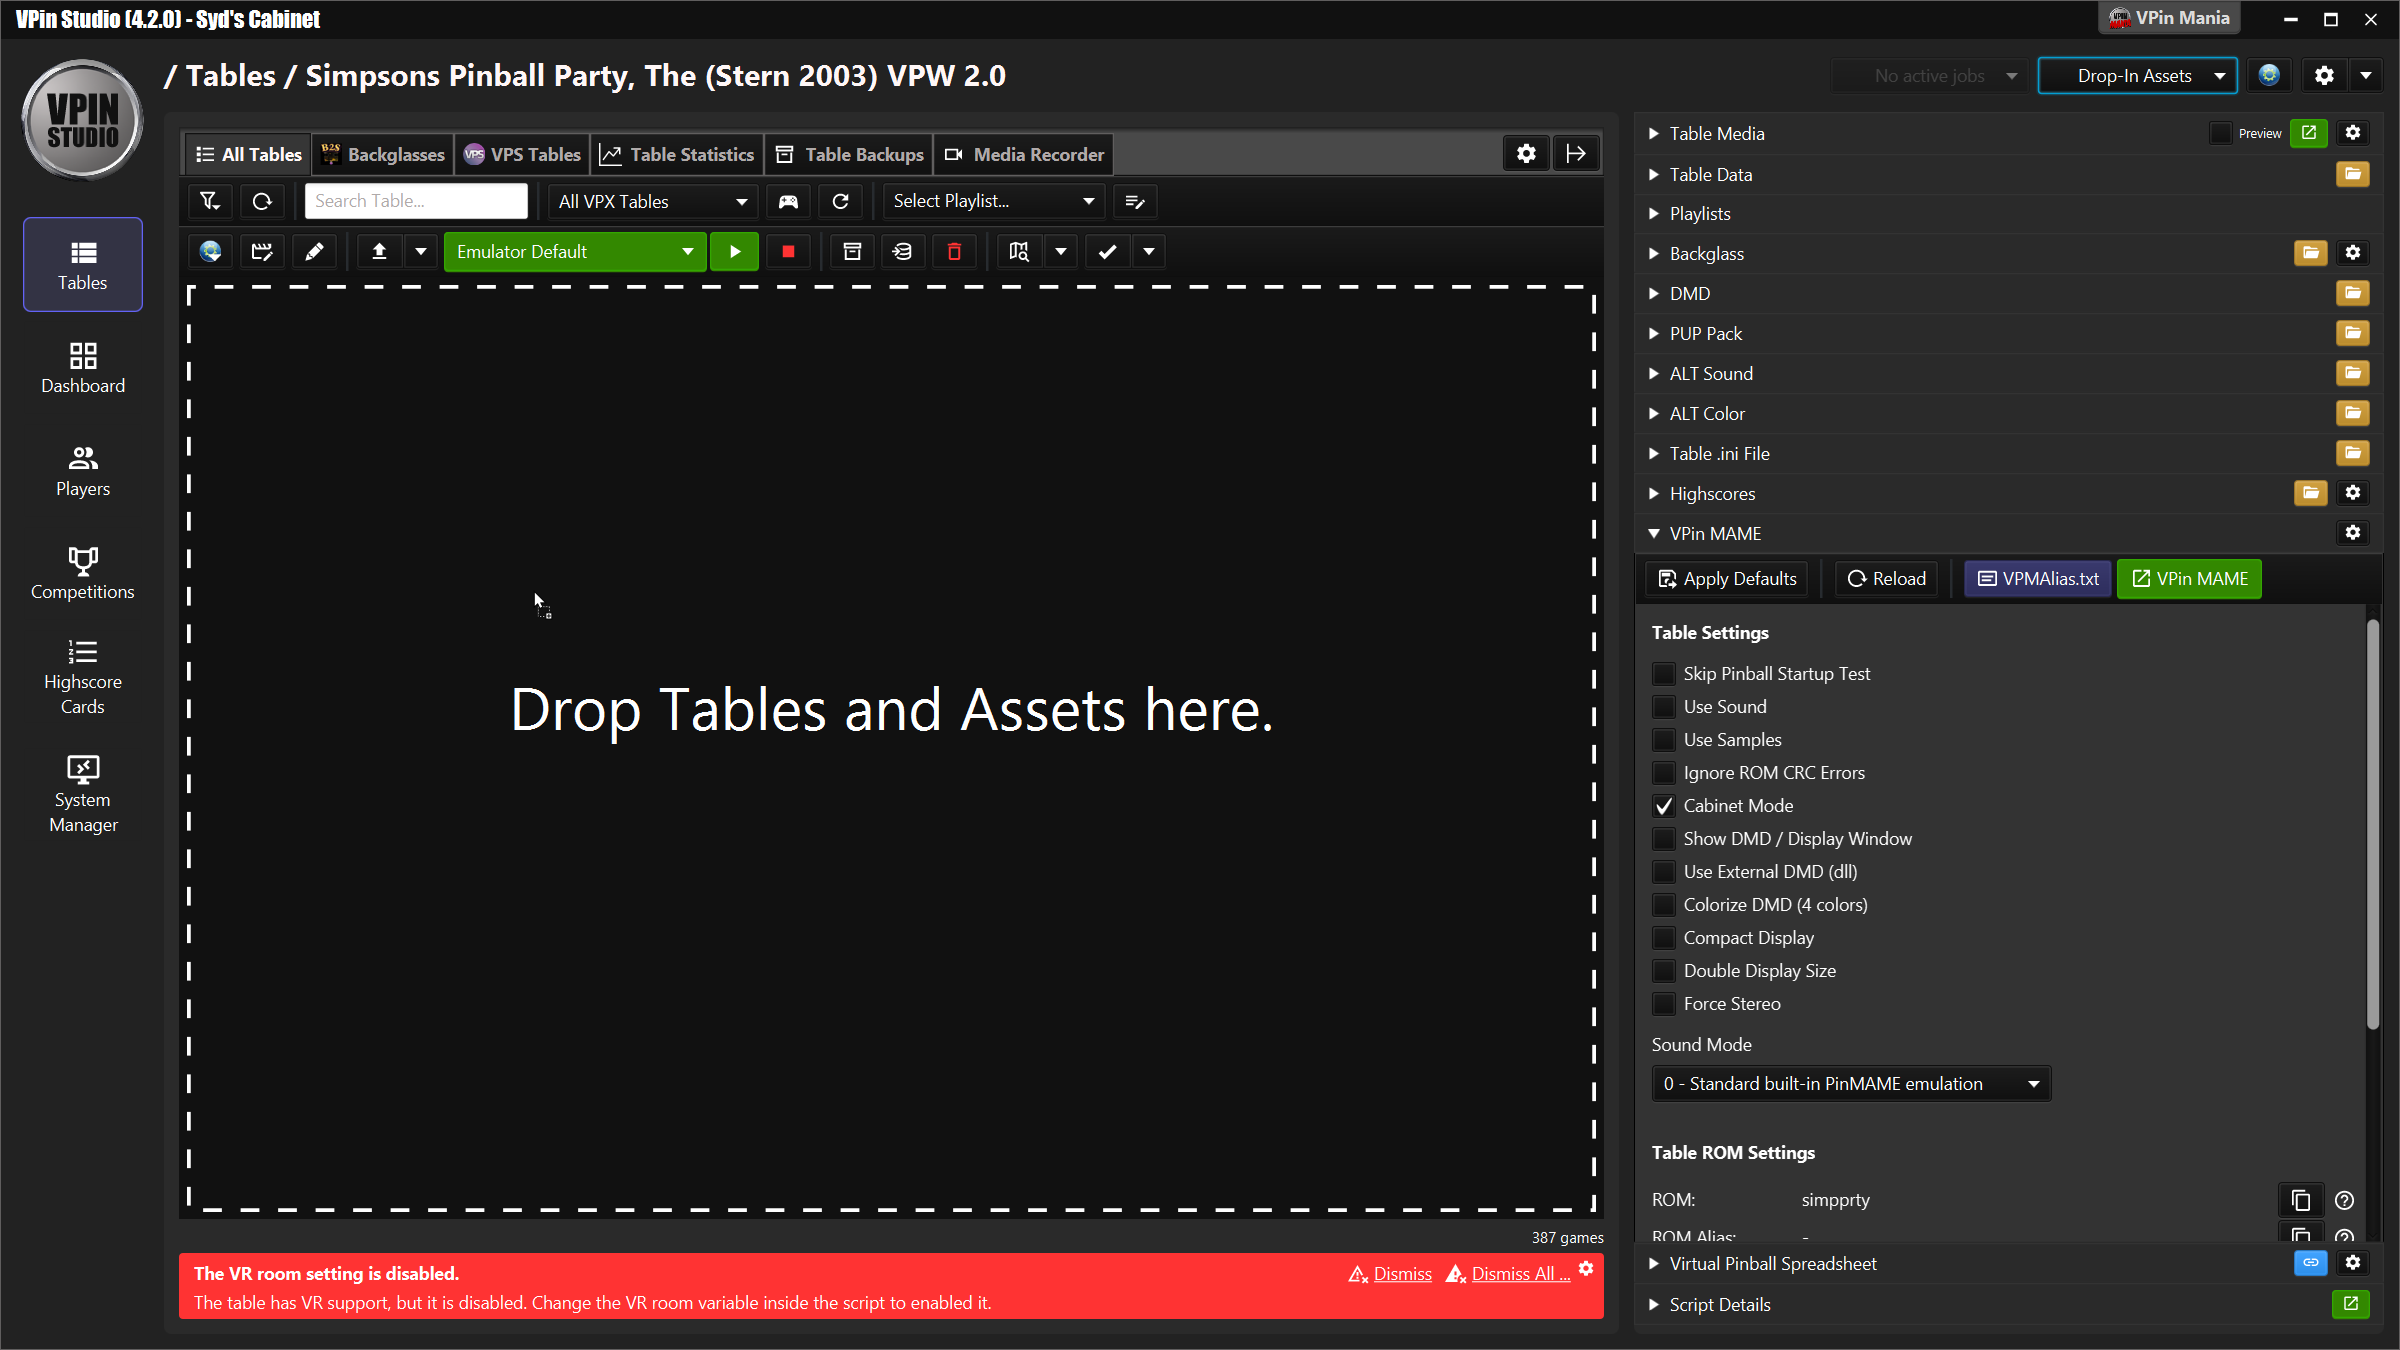 VPin Studio (4.2.0) - Syd's Cabinet
VPin Mania
VPIN STUDIO
/ Tables / Simpsons Pinball Party, The (Stern 2003) VPW 2.0
No active jobs
Drop-In Assets
Tables
Dashboard
Players
Competitions
Highscore
Cards
System
Manager
All Tables
B2S
Backglasses
VPS
VPS Tables
Table Statistics
Table Backups
Media Recorder
Search Table...
All VPX Tables
Select Playlist...
Emulator Default
Drop Tables and Assets here.
387 games
The VR room setting is disabled.
Dismiss
Dismiss All ...
The table has VR support, but it is disabled. Change the VR room variable inside the script to enabled it.
Table Media
Preview
Table Data
Playlists
Backglass
DMD
PUP Pack
ALT Sound
ALT Color
Table .ini File
Highscores
VPin MAME
Apply Defaults
Reload
VPMAlias.txt
VPin MAME
Table Settings
Skip Pinball Startup Test
Use Sound
Use Samples
Ignore ROM CRC Errors
Cabinet Mode
Show DMD / Display Window
Use External DMD (dll)
Colorize DMD (4 colors)
Compact Display
Double Display Size
Force Stereo
Sound Mode
0 - Standard built-in PinMAME emulation
Table ROM Settings
ROM: simpprty
ROM Alias: -
Virtual Pinball Spreadsheet
Script Details